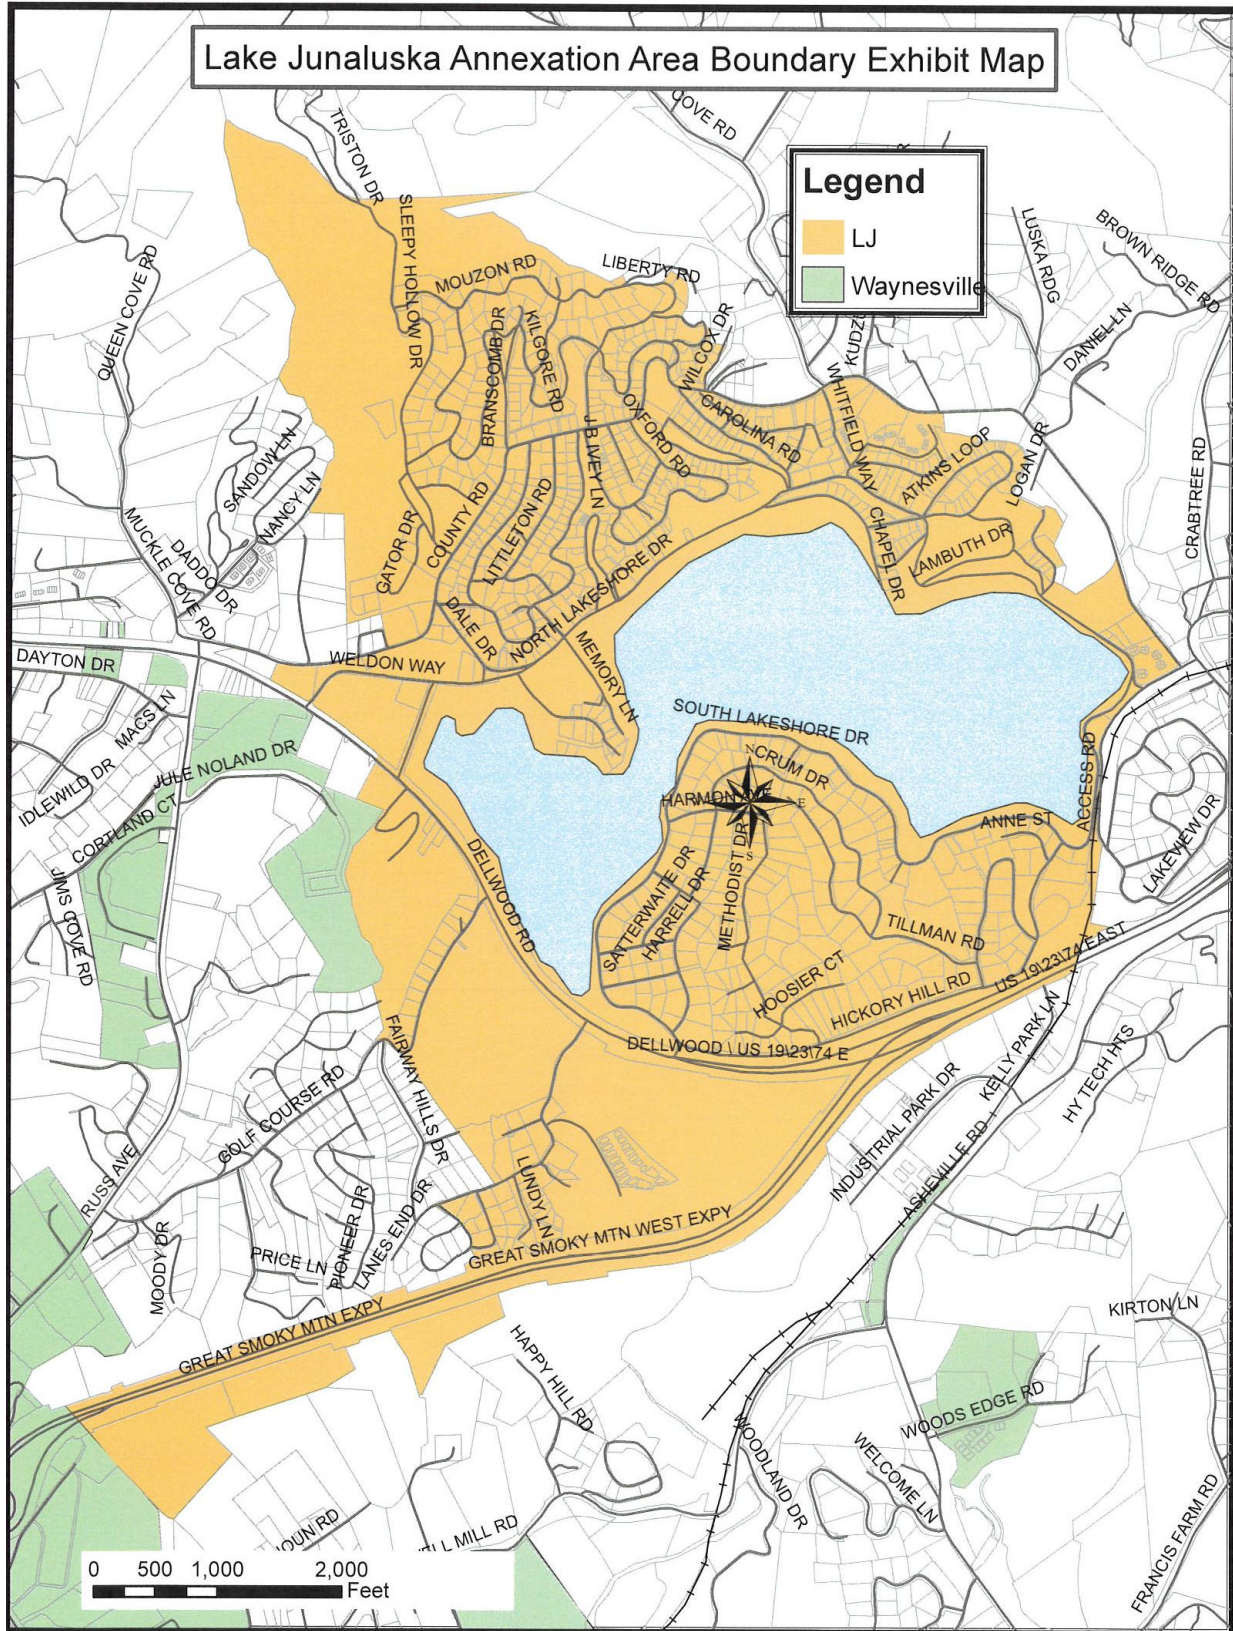 Lake Junaluska Annexation Area Boundary Exhibit Map
COVE RD
TRISTON DR
Legend
LJ
Waynesville
SLEEPY HOLLOW DR
LUSKA RDG
BROWN RIDGE RD
QUEEN COVE RD
MOUZON RD
LIBERTY RD
DANIEL LN
BRANSCOMB DR
KILGORE RD
WILCOX DR
WHITFIELD WAY
J B IVEY LN
OXFORD RD
CAROLINA RD
ATKINS LOOP
LOGAN DR
CRABTREE RD
SANDOW LN
NANCY LN
MUCKLE COVE RD
DADDO DR
GATOR DR
COUNTY RD
LITTLETON RD
NORTH LAKESHORE DR
CHAPEL DR
LAMBUTH DR
DALE DR
MEMORY LN
DAYTON DR
WELDON WAY
MACS LN
IDLEWILD DR
JULE NOLAND DR
CORTLAND CT
SOUTH LAKESHORE DR
CRUM DR
N
E
S
HARMON AVE
ANNE ST
ACCESS RD
LAKEVIEW DR
JIMS COVE RD
DELLWOOD RD
SATTERWAITE DR
HARRELL DR
METHODIST DR
TILLMAN RD
HOOSIER CT
HICKORY HILL RD
US 19\23\74 EAST
DELLWOOD \ US 19\23\74 E
FAIRWAY HILLS DR
GOLF COURSE RD
KELLY PARK LN
HY TECH HTS
INDUSTRIAL PARK DR
ASHEVILLE RD
RUSS AVE
MOODY DR
PRICE LN
PIONEER DR
LANES END DR
LUNDY LN
GREAT SMOKY MTN WEST EXPY
GREAT SMOKY MTN EXPY
HAPPY HILL RD
KIRTON LN
WOODS EDGE RD
WOODLAND DR
WELCOME LN
FRANCIS FARM RD
0 500 1,000 2,000
Feet